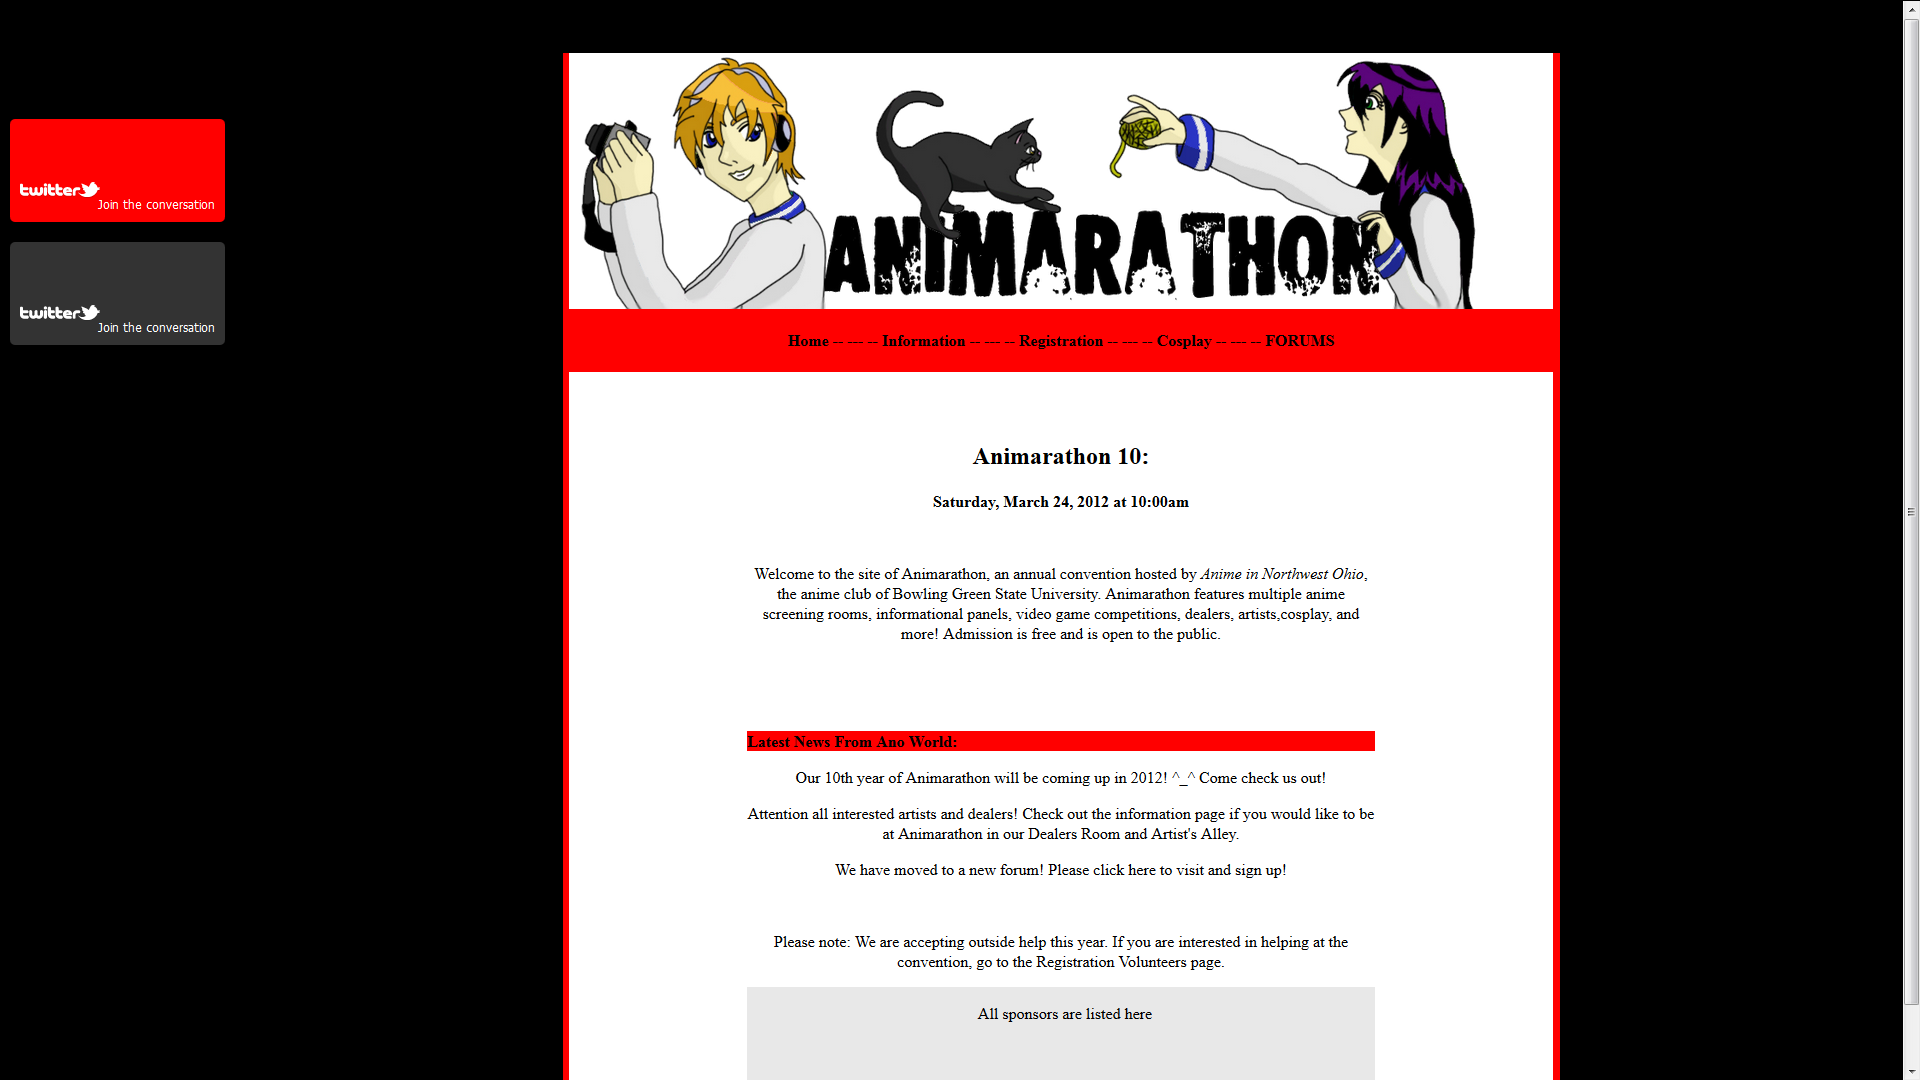 twitter
Join the conversation
twitter
Join the conversation
ANIMARATHON
Home -- --- -- Information -- --- -- Registration -- --- -- Cosplay -- --- -- FORUMS
Animarathon 10:
Saturday, March 24, 2012 at 10:00am
Welcome to the site of Animarathon, an annual convention hosted by Anime in Northwest Ohio,
the anime club of Bowling Green State University. Animarathon features multiple anime
screening rooms, informational panels, video game competitions, dealers, artists,cosplay, and
more! Admission is free and is open to the public.
Latest News From Ano World:
Our 10th year of Animarathon will be coming up in 2012! ^_^ Come check us out!
Attention all interested artists and dealers! Check out the information page if you would like to be
at Animarathon in our Dealers Room and Artist's Alley.
We have moved to a new forum! Please click here to visit and sign up!
Please note: We are accepting outside help this year. If you are interested in helping at the
convention, go to the Registration Volunteers page.
All sponsors are listed here